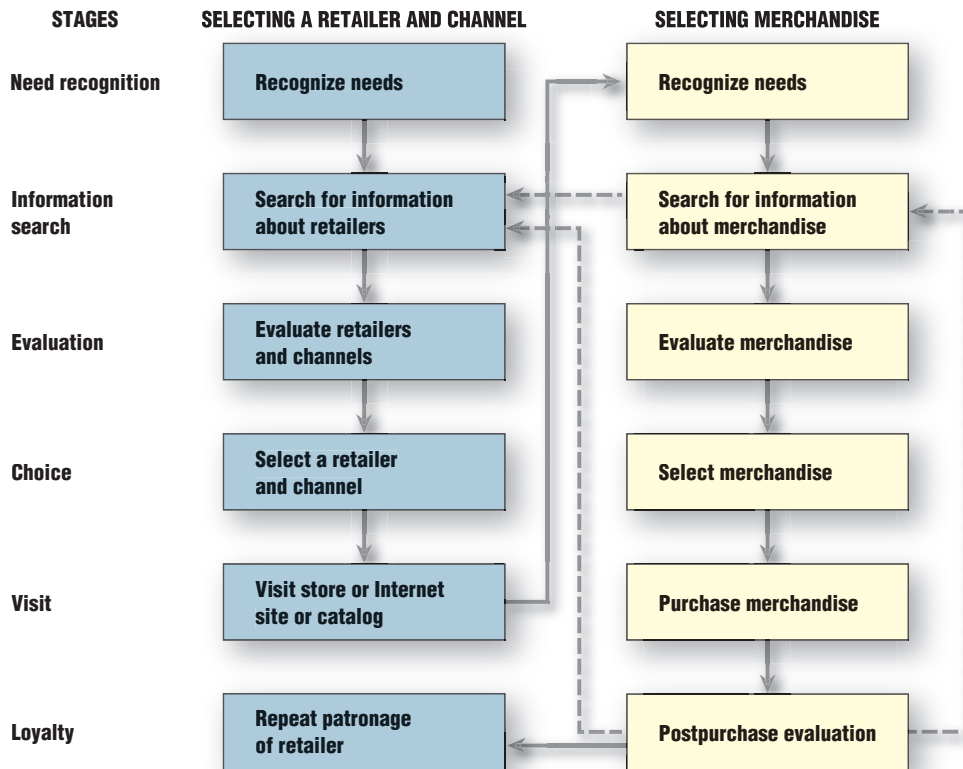 STAGES SELECTING A RETAILER AND CHANNEL SELECTING MERCHANDISE
Need recognition
Recognize needs
Recognize needs
Information
search
Search for information
about retailers
Search for information
about merchandise
Evaluation
Evaluate retailers
and channels
Evaluate merchandise
Choice
Select a retailer
and channel
Select merchandise
Visit
Visit store or Internet
site or catalog
Purchase merchandise
Loyalty
Repeat patronage
of retailer
Postpurchase evaluation